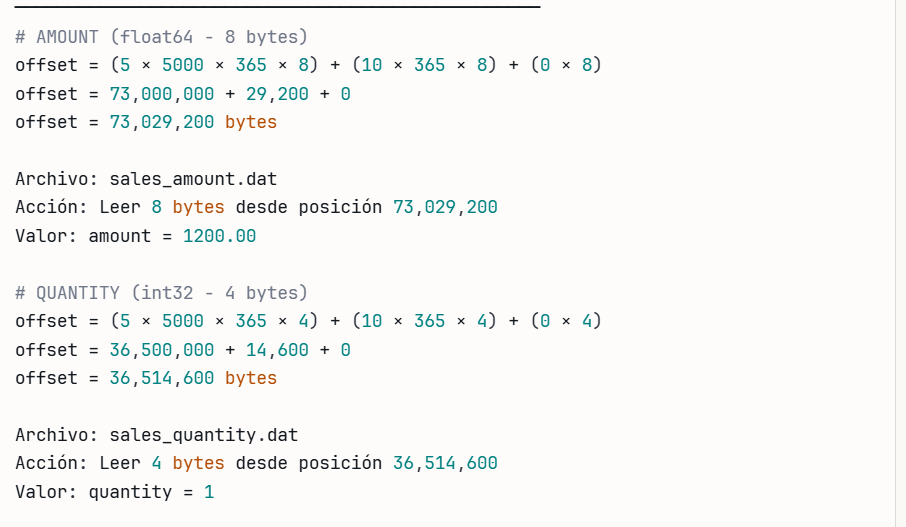 # AMOUNT (float64 - 8 bytes)
offset = (5 × 5000 × 365 × 8) + (10 × 365 × 8) + (0 × 8)
offset = 73,000,000 + 29,200 + 0
offset = 73,029,200 bytes
Archivo: sales_amount.dat
Acción: Leer 8 bytes desde posición 73,029,200
Valor: amount = 1200.00
# QUANTITY (int32 - 4 bytes)
offset = (5 × 5000 × 365 × 4) + (10 × 365 × 4) + (0 × 4)
offset = 36,500,000 + 14,600 + 0
offset = 36,514,600 bytes
Archivo: sales_quantity.dat
Acción: Leer 4 bytes desde posición 36,514,600
Valor: quantity = 1